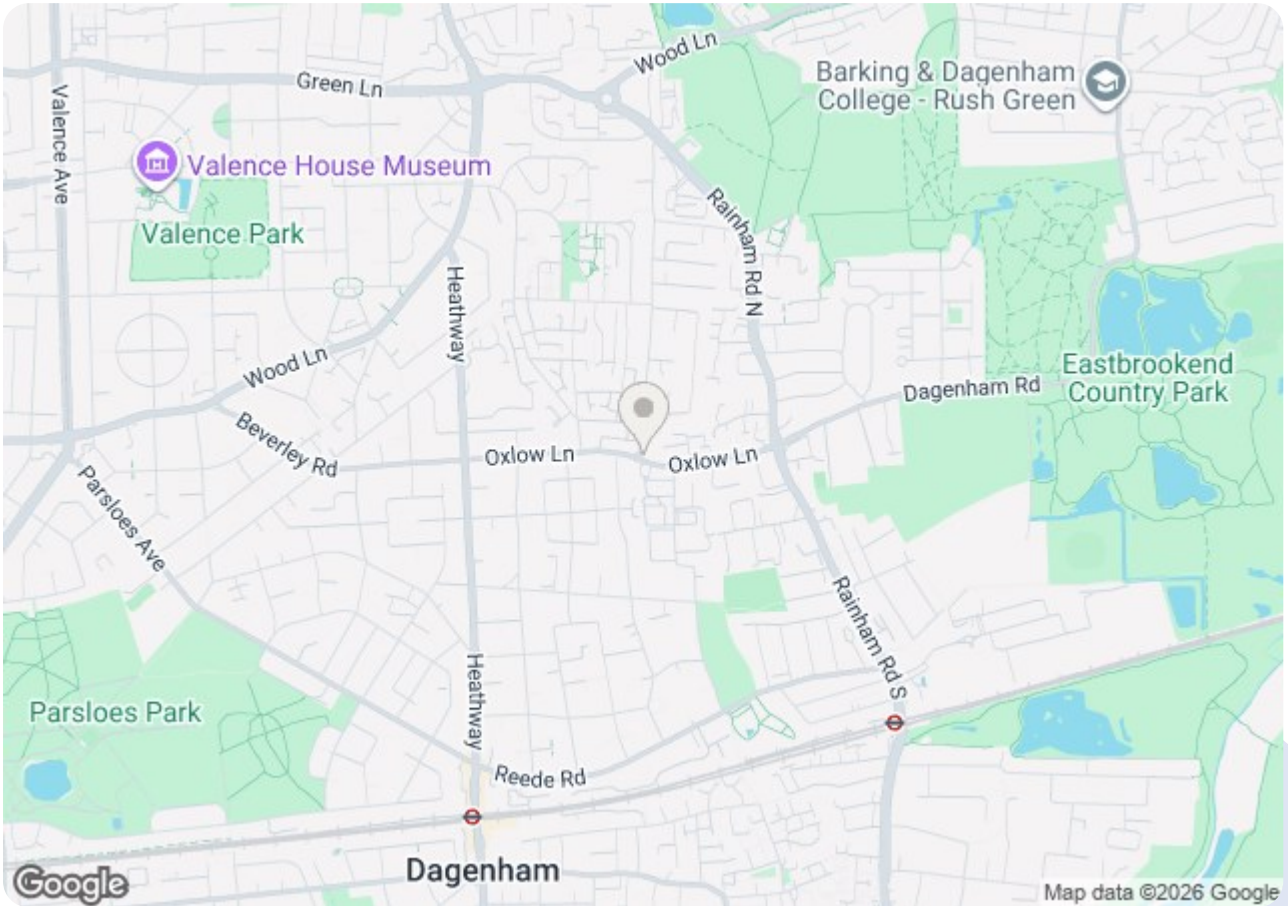 Wood Ln
Green Ln
Barking & Dagenham
College - Rush Green
Valence Ave
Valence House Museum
Valence Park
Rainham Rd N
Heathway
Wood Ln
Eastbrookend
Country Park
Dagenham Rd
Beverley Rd
Oxlow Ln
Oxlow Ln
Parsloes Ave
Rainham Rd S
Heathway
Parsloes Park
Reede Rd
Dagenham
Google
Map data ©2026 Google